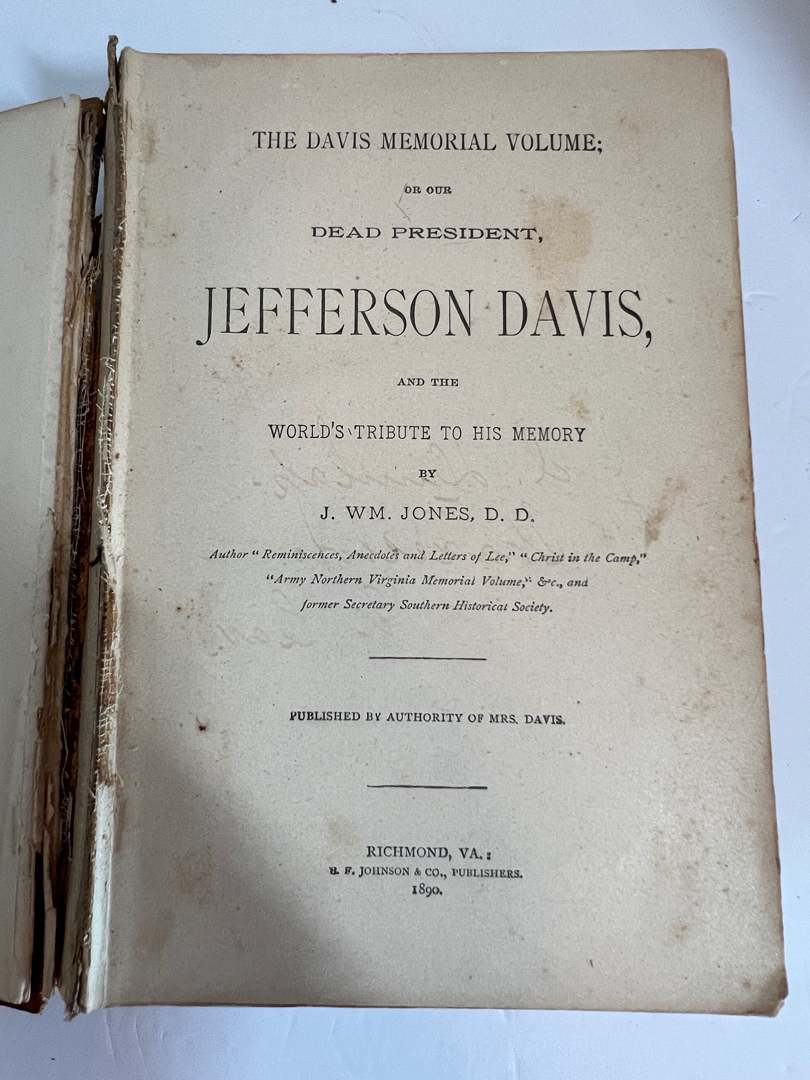 THE DAVIS MEMORIAL VOLUME;
OR OUR
DEAD PRESIDENT,
JEFFERSON DAVIS,
AND THE
WORLD'S TRIBUTE TO HIS MEMORY
BY
J. WM. JONES, D. D.
Author "Reminiscences, Anecdotes and Letters of Lee," "Christ in the Camp,"
"Army Northern Virginia Memorial Volume," &c., and
former Secretary Southern Historical Society.
PUBLISHED BY AUTHORITY OF MRS. DAVIS.
RICHMOND, VA.:
B. F. JOHNSON & CO., PUBLISHERS.
1890.